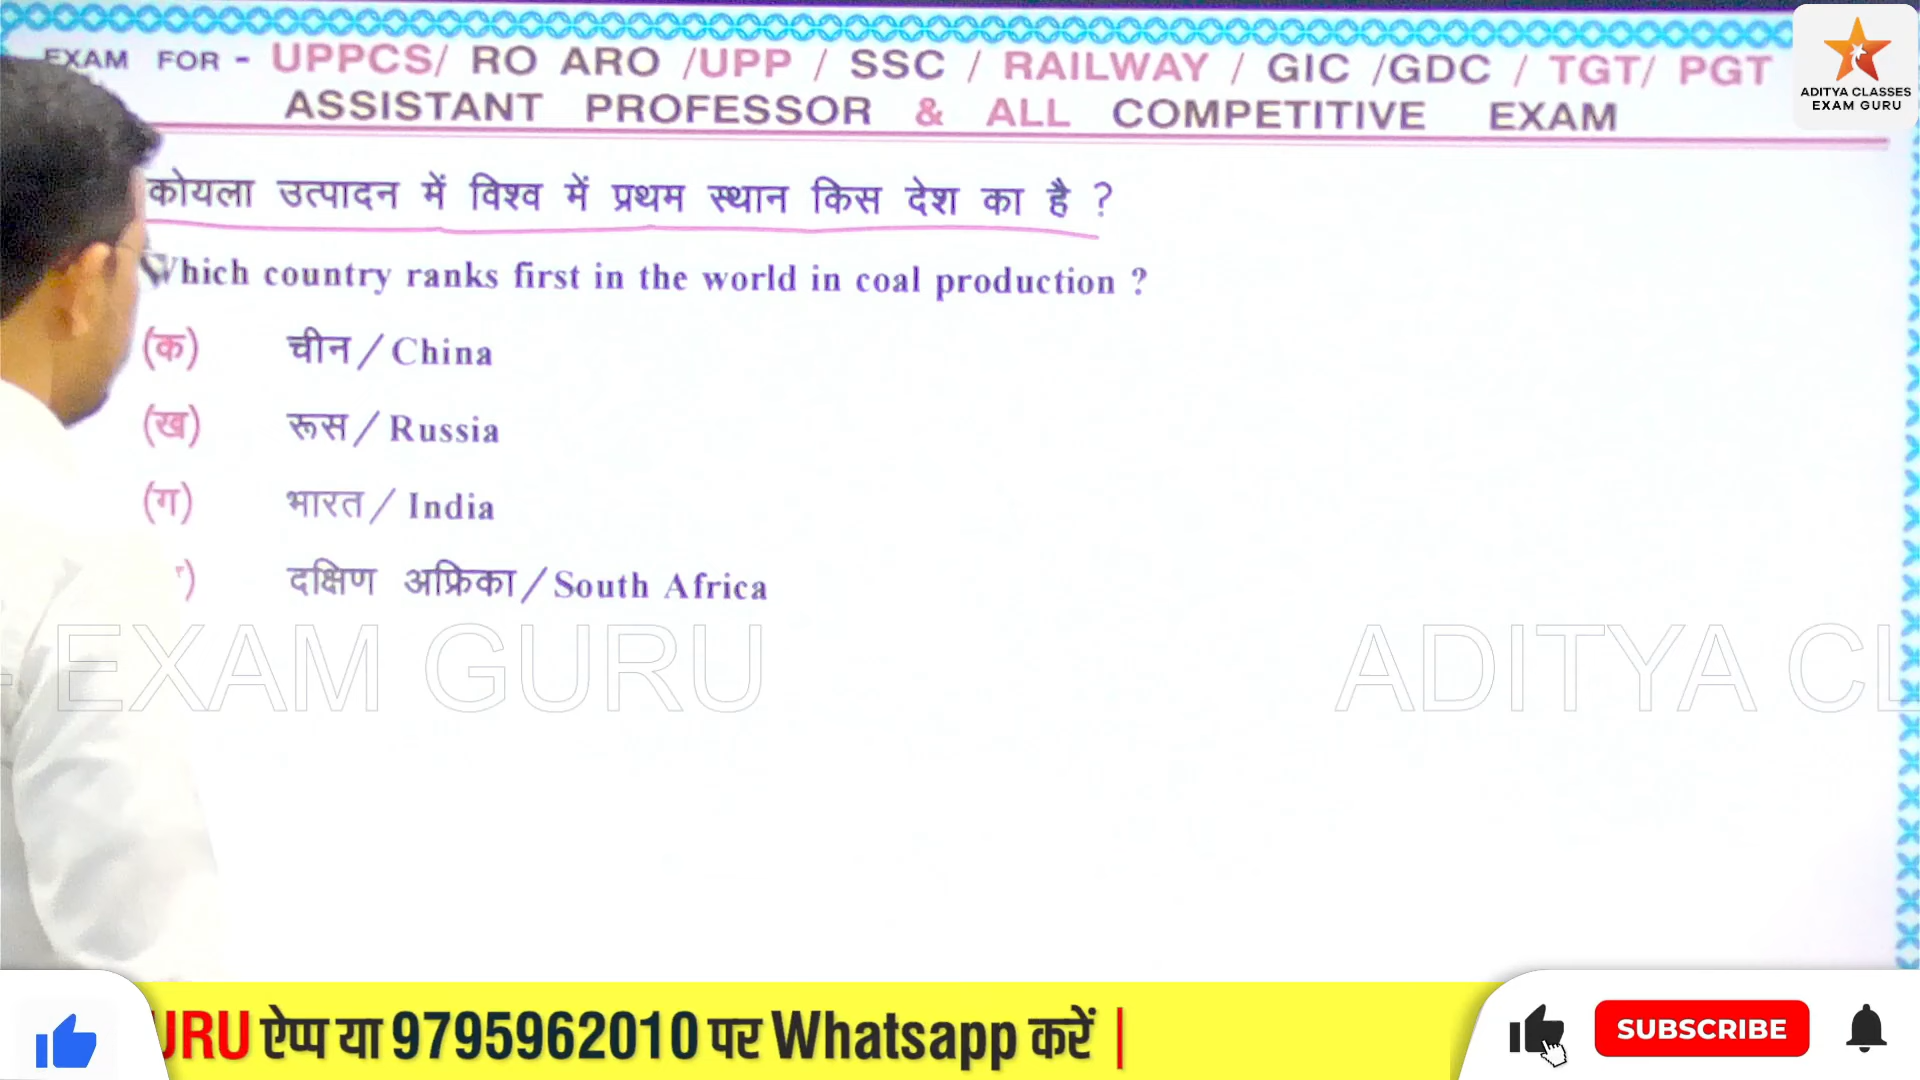 EXAM FOR - UPPCS/ RO ARO /UPP / SSC / RAILWAY / GIC /GDC / TGT/ PGT
ASSISTANT PROFESSOR & ALL COMPETITIVE EXAM
ADITYA CLASSES
EXAM GURU
कोयला उत्पादन में विश्व में प्रथम स्थान किस देश का है ?
Which country ranks first in the world in coal production ?
(क) चीन / China
(ख) रूस / Russia
(ग) भारत / India
दक्षिण अफ्रिका / South Africa
- EXAM GURU ADITYA CL
URU ऐप्प या 9795962010 पर Whatsapp करें |
SUBSCRIBE